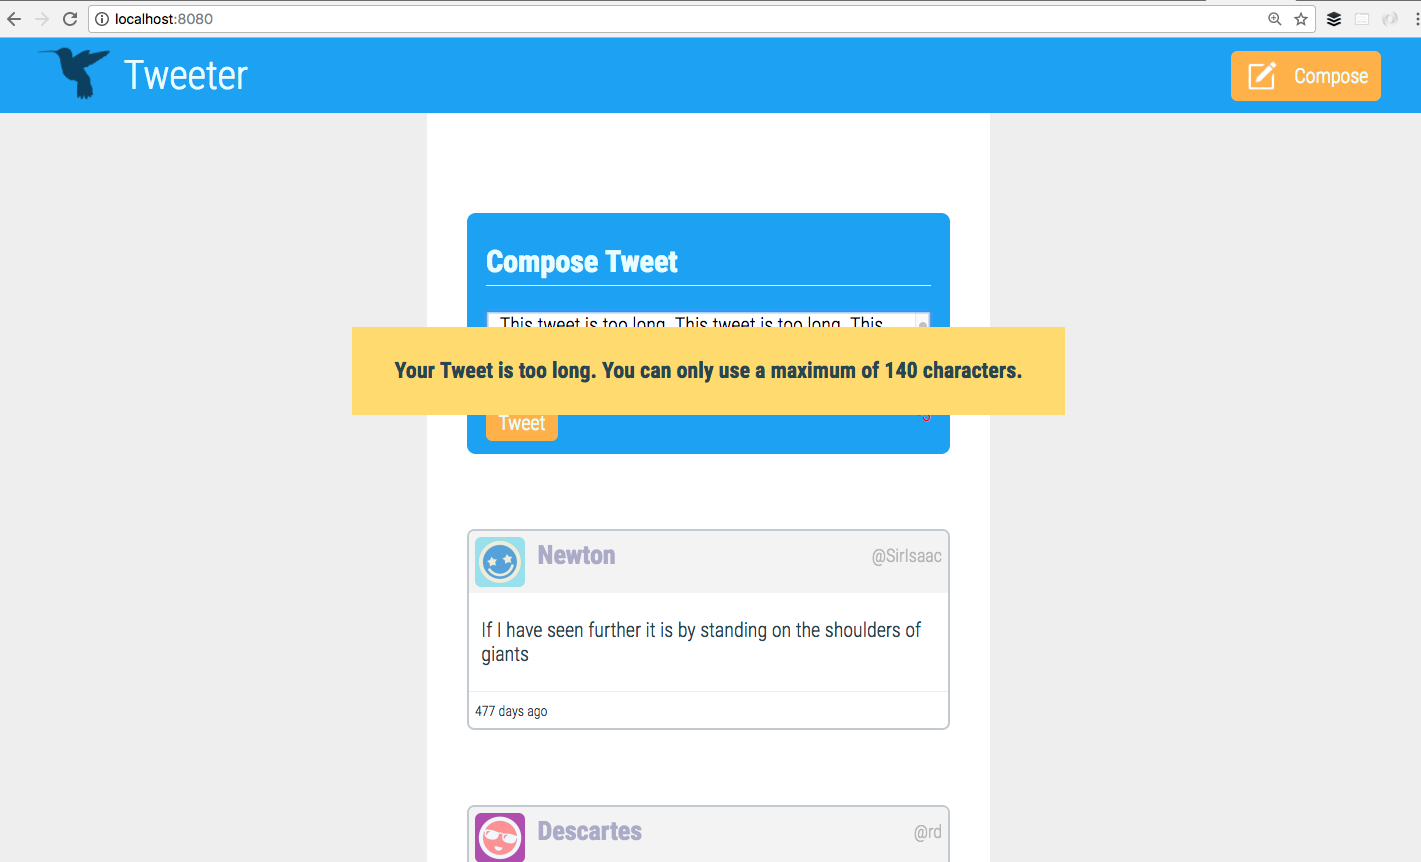 localhost:8080
Tweeter
Compose
Compose Tweet
This tweet is too long. This tweet is too long. This
Your Tweet is too long. You can only use a maximum of 140 characters.
Tweet
Newton
@SirIsaac
If I have seen further it is by standing on the shoulders of
giants
477 days ago
Descartes
@rd